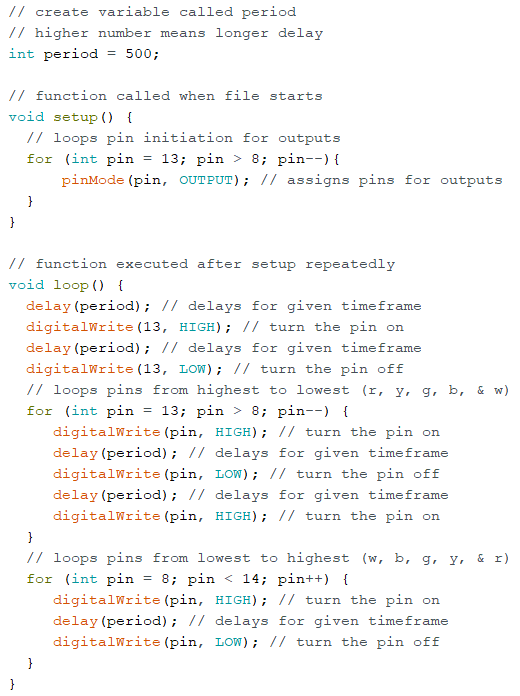 // create variable called period
// higher number means longer delay
int period = 500;

// function called when file starts
void setup() {
  // loops pin initiation for outputs
  for (int pin = 13; pin > 8; pin--){
      pinMode(pin, OUTPUT); // assigns pins for outputs
  }
}

// function executed after setup repeatedly
void loop() {
  delay(period); // delays for given timeframe
  digitalWrite(13, HIGH); // turn the pin on
  delay(period); // delays for given timeframe
  digitalWrite(13, LOW); // turn the pin off
  // loops pins from highest to lowest (r, y, g, b, & w)
  for (int pin = 13; pin > 8; pin--) {
     digitalWrite(pin, HIGH); // turn the pin on
     delay(period); // delays for given timeframe
     digitalWrite(pin, LOW); // turn the pin off
     delay(period); // delays for given timeframe
     digitalWrite(pin, HIGH); // turn the pin on
  }
  // loops pins from lowest to highest (w, b, g, y, & r)
  for (int pin = 8; pin < 14; pin++) {
     digitalWrite(pin, HIGH); // turn the pin on
     delay(period); // delays for given timeframe
     digitalWrite(pin, LOW); // turn the pin off
  }
}